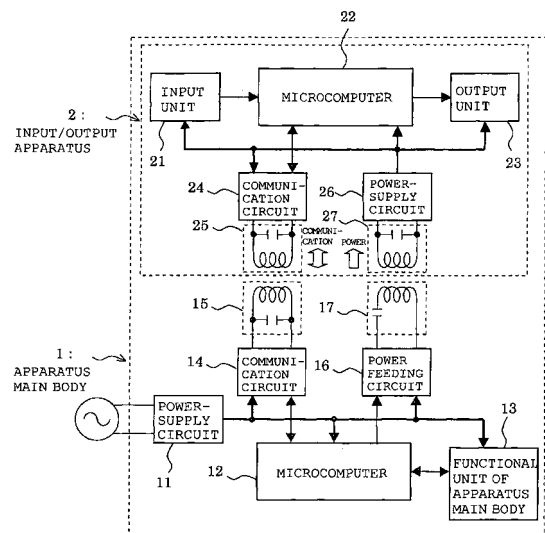 22
2:
INPUT/OUTPUT
APPARATUS
INPUT
UNIT
21
MICROCOMPUTER
OUTPUT
UNIT
23
24
COMMUNI-
CATION
CIRCUIT
26
POWER-
SUPPLY
CIRCUIT
25
COMMUNI-
CATION
POWER
27
15
17
1:
APPARATUS
MAIN BODY
14
COMMUNI-
CATION
CIRCUIT
16
POWER
FEEDING
CIRCUIT
POWER-
SUPPLY
CIRCUIT
11
12
MICROCOMPUTER
13
FUNCTIONAL
UNIT OF
APPARATUS
MAIN BODY